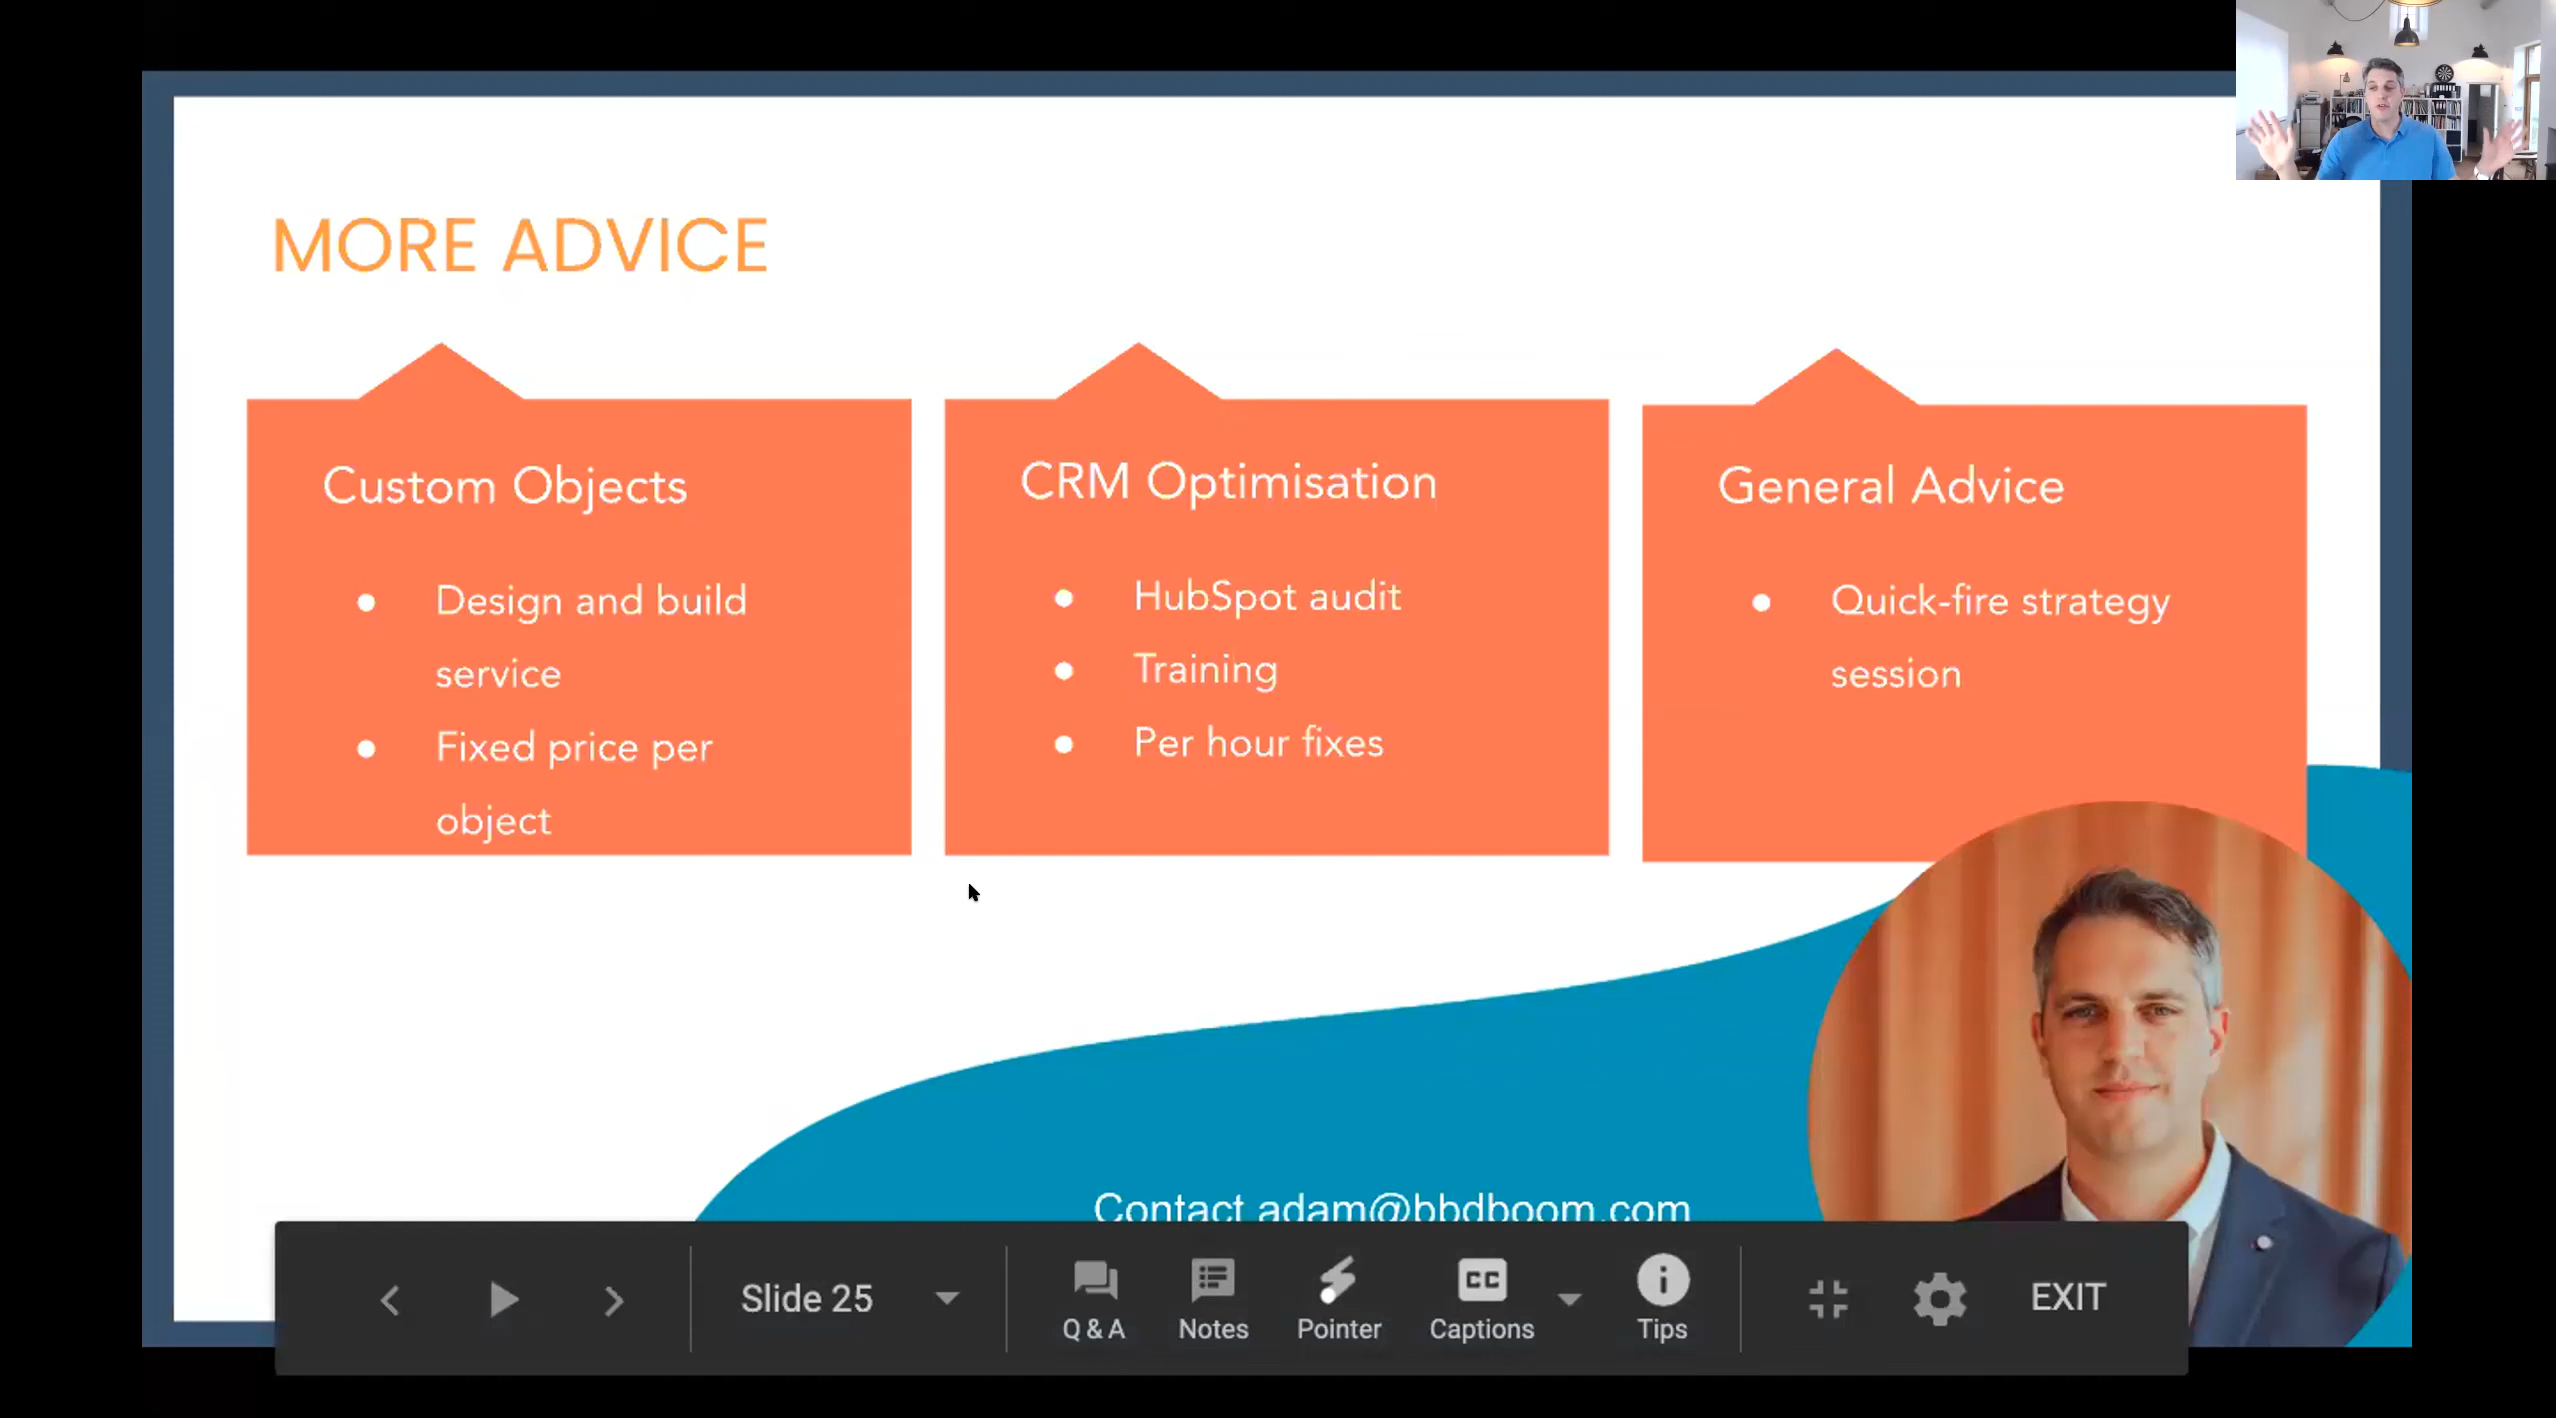 MORE ADVICE
Custom Objects
● Design and build
service
● Fixed price per
object
CRM Optimisation
● HubSpot audit
● Training
● Per hour fixes
General Advice
● Quick-fire strategy
session
Contact adam@bbdboom.com
Slide 25
Q & A
Notes
Pointer
CC
Captions
Tips
EXIT